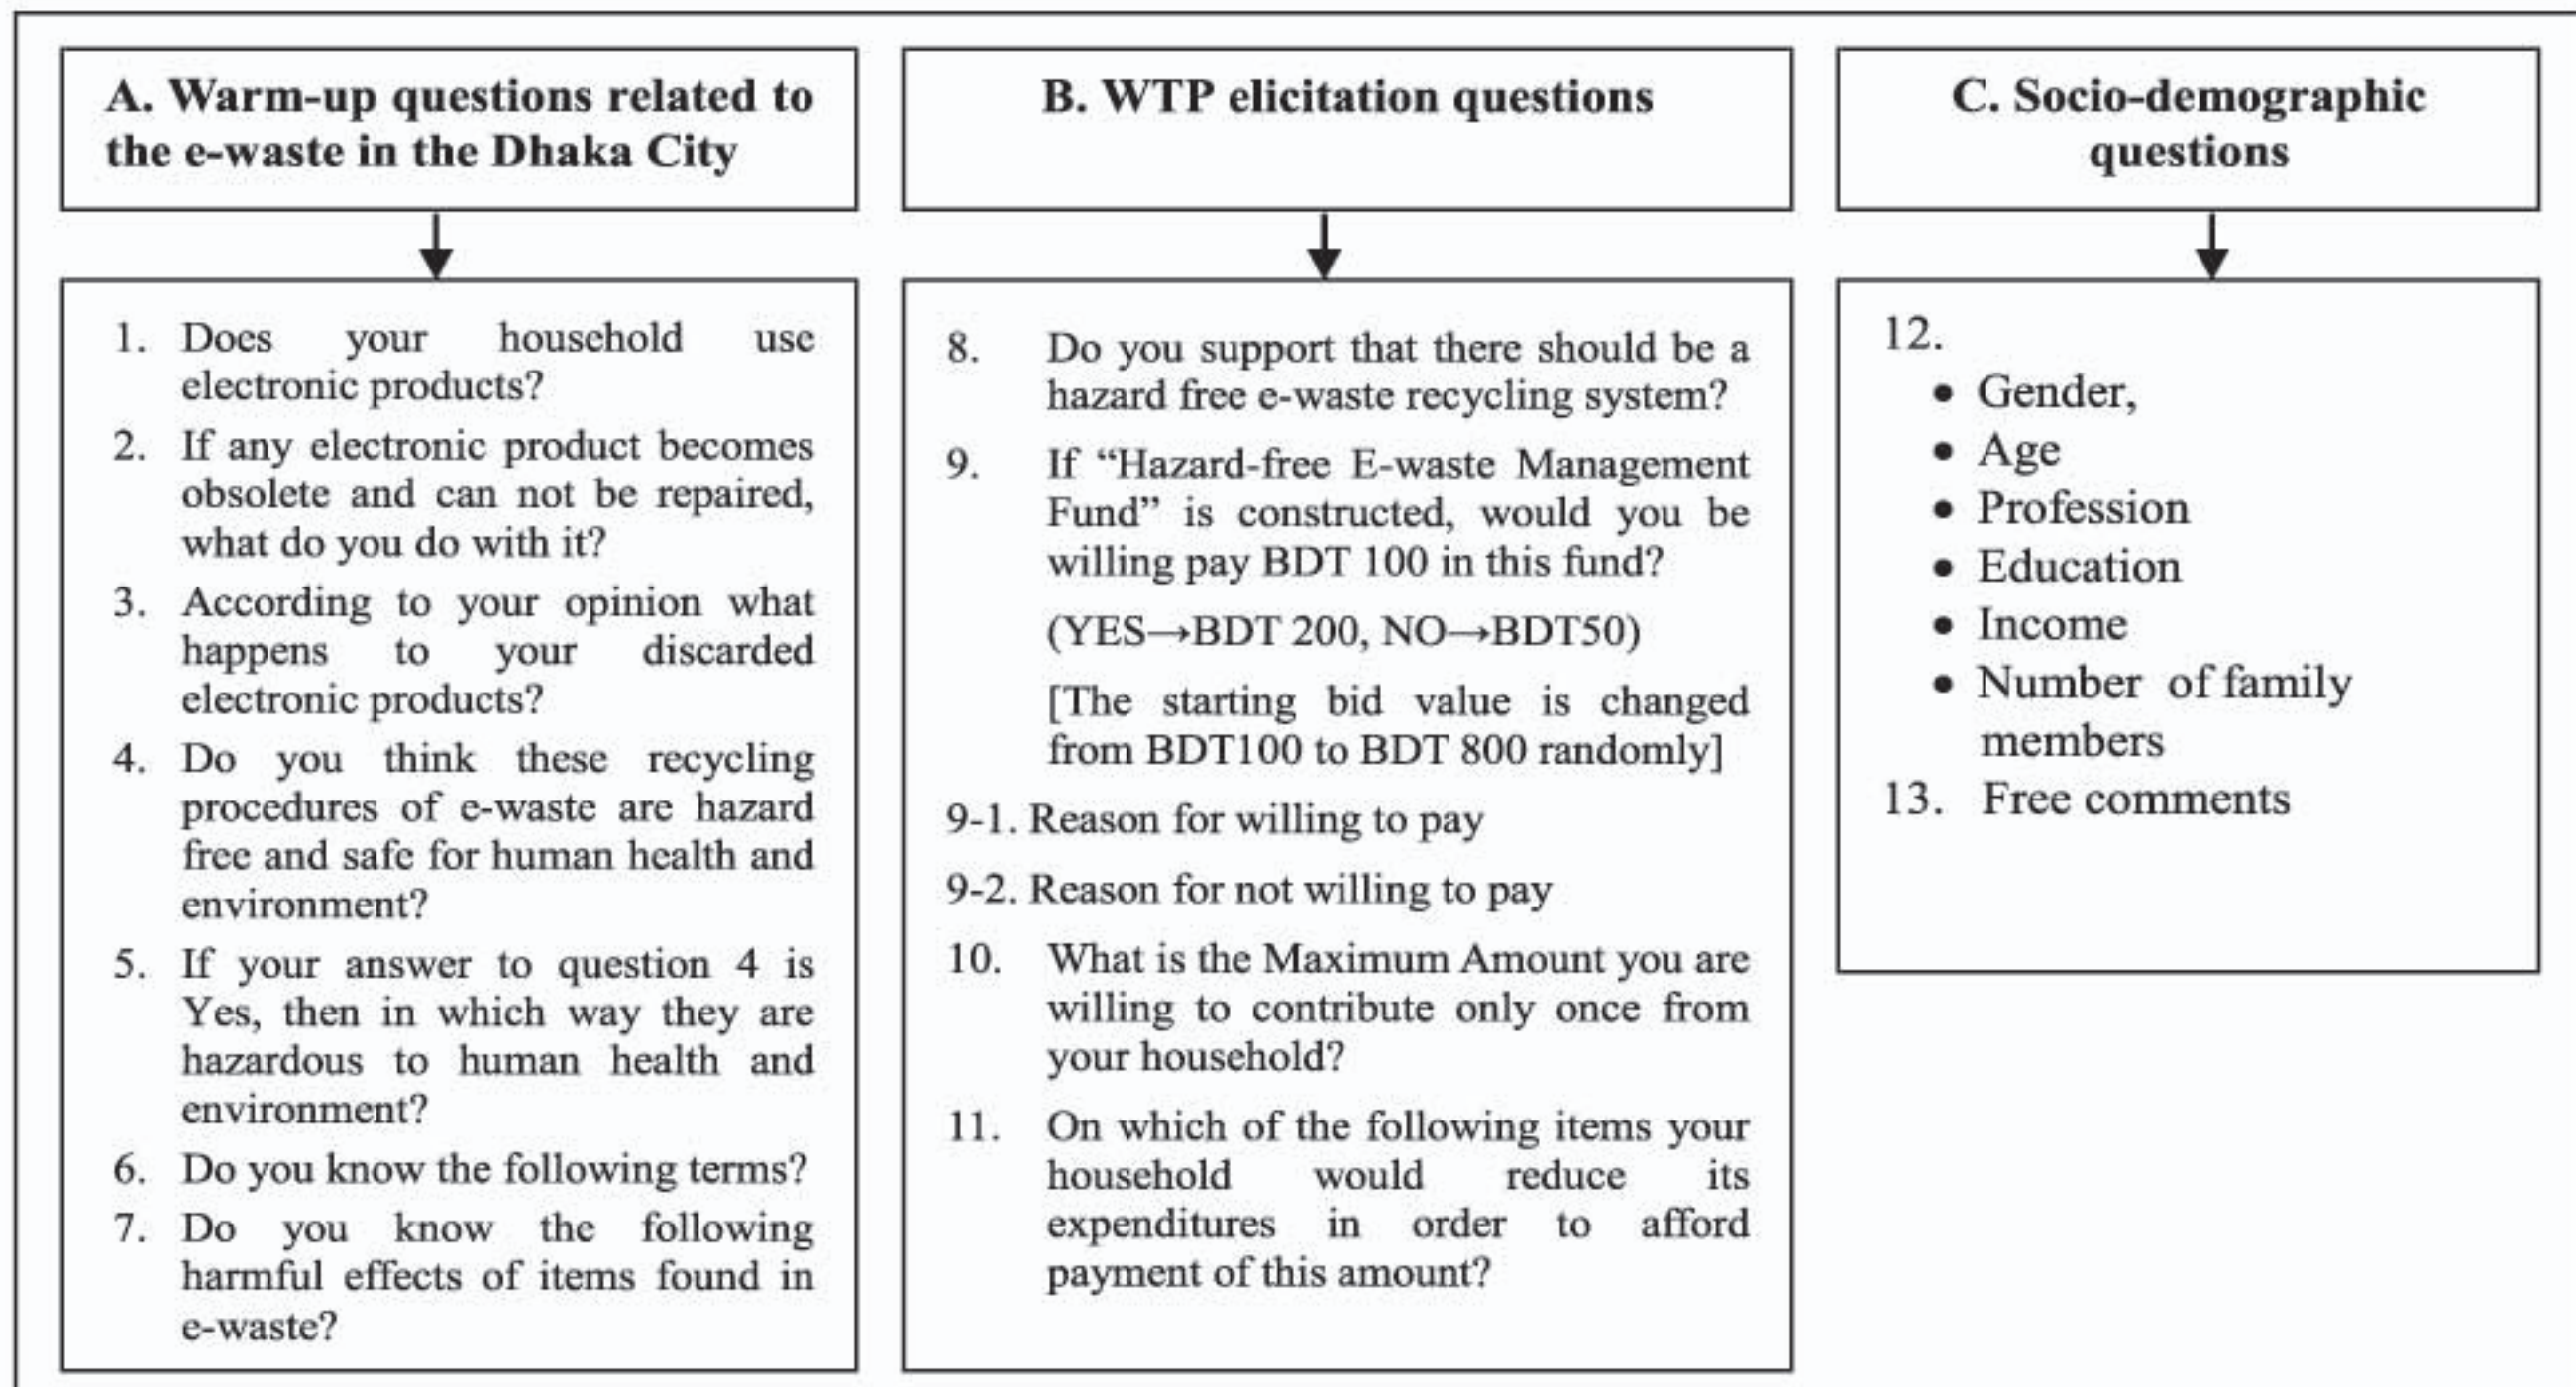 A. Warm-up questions related to
the e-waste in the Dhaka City
1. Does your household use
electronic products?
2. If any electronic product becomes
obsolete and can not be repaired,
what do you do with it?
3. According to your opinion what
happens to your discarded
electronic products?
4. Do you think these recycling
procedures of e-waste are hazard
free and safe for human health and
environment?
5. If your answer to question 4 is
Yes, then in which way they are
hazardous to human health and
environment?
6. Do you know the following terms?
7. Do you know the following
harmful effects of items found in
e-waste?
B. WTP elicitation questions
8. Do you support that there should be a
hazard free e-waste recycling system?
9. If “Hazard-free E-waste Management
Fund” is constructed, would you be
willing pay BDT 100 in this fund?
(YES→BDT 200, NO→BDT50)
[The starting bid value is changed
from BDT100 to BDT 800 randomly]
9-1. Reason for willing to pay
9-2. Reason for not willing to pay
10. What is the Maximum Amount you are
willing to contribute only once from
your household?
11. On which of the following items your
household would reduce its
expenditures in order to afford
payment of this amount?
C. Socio-demographic
questions
12.
• Gender,
• Age
• Profession
• Education
• Income
• Number of family
members
13. Free comments